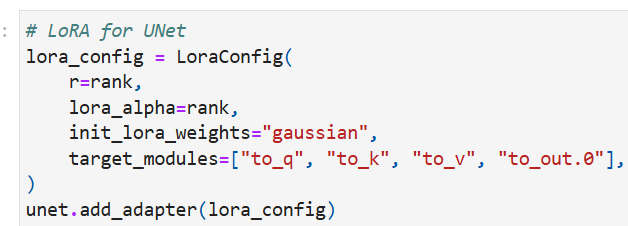 : # LoRA for UNet
lora_config = LoraConfig(
    r=rank,
    lora_alpha=rank,
    init_lora_weights="gaussian",
    target_modules=["to_q", "to_k", "to_v", "to_out.0"],
)
unet.add_adapter(lora_config)